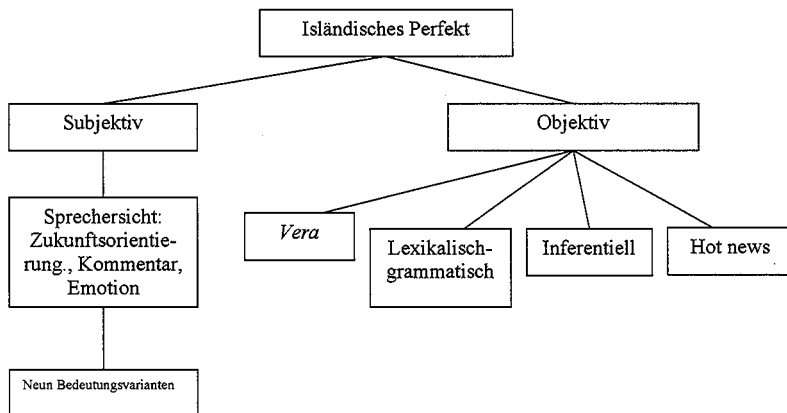 Isländisches Perfekt
Subjektiv
Objektiv
Sprechersicht:
Zukunftsorientie-
rung., Kommentar,
Emotion
Vera
Lexikalisch-
grammatisch
Inferentiell
Hot news
Neun Bedeutungsvarianten